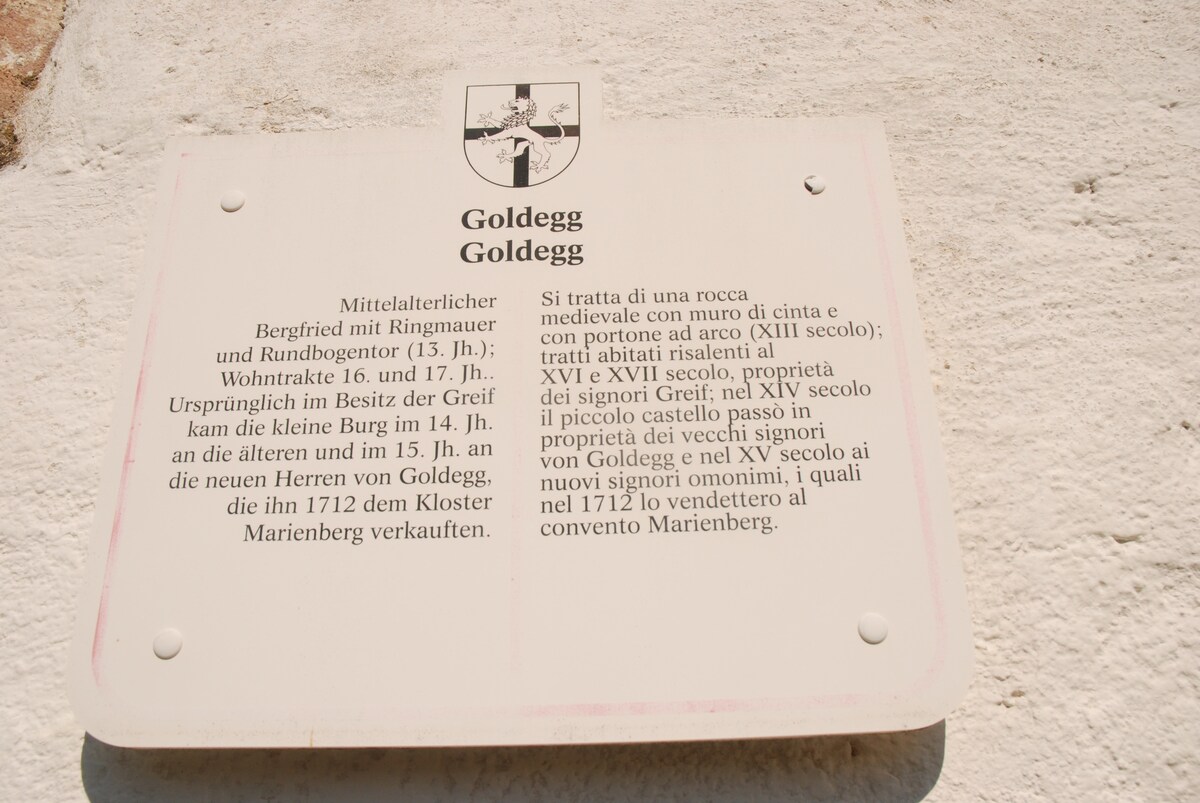 Goldegg
Goldegg
Mittelalterlicher
Bergfried mit Ringmauer
und Rundbogentor (13. Jh.);
Wohntrakte 16. und 17. Jh..
Ursprünglich im Besitz der Greif
kam die kleine Burg im 14. Jh.
an die älteren und im 15. Jh. an
die neuen Herren von Goldegg,
die ihn 1712 dem Kloster
Marienberg verkauften.
Si tratta di una rocca
medievale con muro di cinta e
con portone ad arco (XIII secolo);
tratti abitati risalenti al
XVI e XVII secolo, proprietà
dei signori Greif; nel XIV secolo
il piccolo castello passò in
proprietà dei vecchi signori
von Goldegg e nel XV secolo ai
nuovi signori omonimi, i quali
nel 1712 lo vendettero al
convento Marienberg.